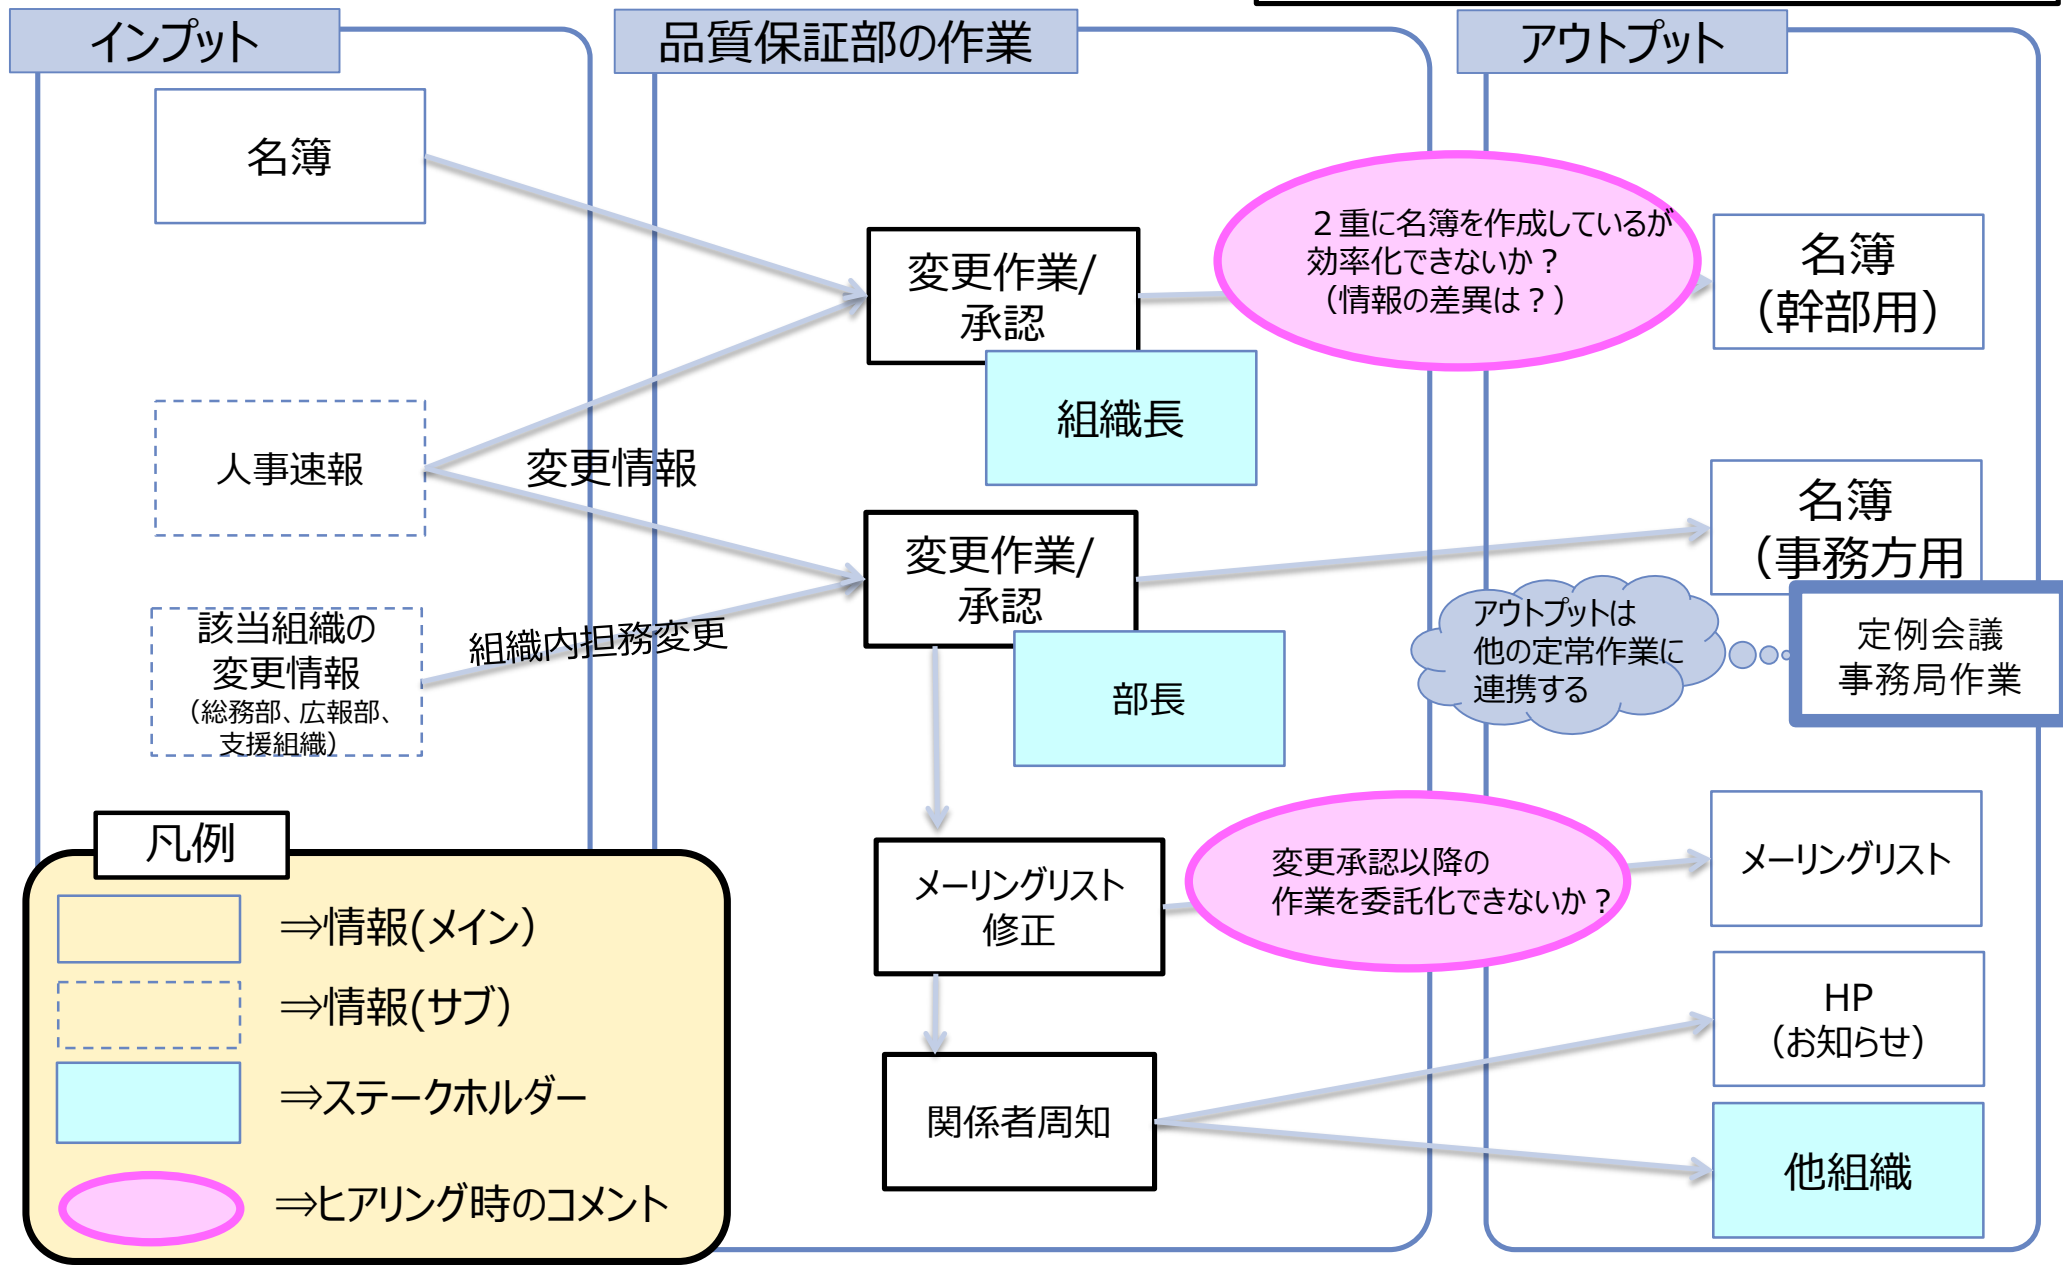 インプット
品質保証部の作業
アウトプット
名簿
変更作業/
承認
組織長
２重に名簿を作成しているが
効率化できないか？
（情報の差異は？）
名簿
（幹部用）
人事速報
変更情報
変更作業/
承認
部長
名簿
（事務方用
該当組織の
変更情報
（総務部、広報部、
支援組織）
組織内担務変更
アウトプットは
他の定常作業に
連携する
定例会議
事務局作業
メーリングリスト
修正
変更承認以降の
作業を委託化できないか？
メーリングリスト
関係者周知
HP
（お知らせ）
他組織
凡例
⇒情報(メイン）
⇒情報(サブ）
⇒ステークホルダー
⇒ヒアリング時のコメント